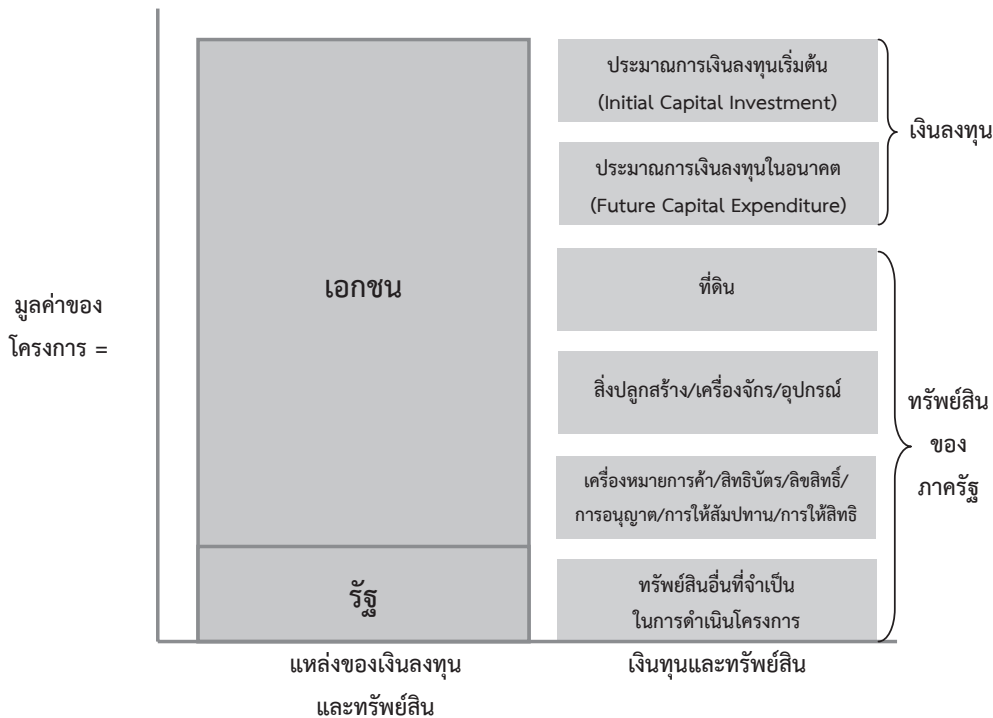 มูลค่าของ
โครงการ =
เอกชน
รัฐ
แหล่งของเงินลงทุน
และทรัพย์สิน
ประมาณการเงินลงทุนเริ่มต้น
(Initial Capital Investment)
ประมาณการเงินลงทุนในอนาคต
(Future Capital Expenditure)
ที่ดิน
สิ่งปลูกสร้าง/เครื่องจักร/อุปกรณ์
เครื่องหมายการค้า/สิทธิบัตร/ลิขสิทธิ์/
การอนุญาต/การให้สัมปทาน/การให้สิทธิ
ทรัพย์สินอื่นที่จำเป็น
ในการดำเนินโครงการ
เงินทุนและทรัพย์สิน
เงินลงทุน
ทรัพย์สิน
ของ
ภาครัฐ